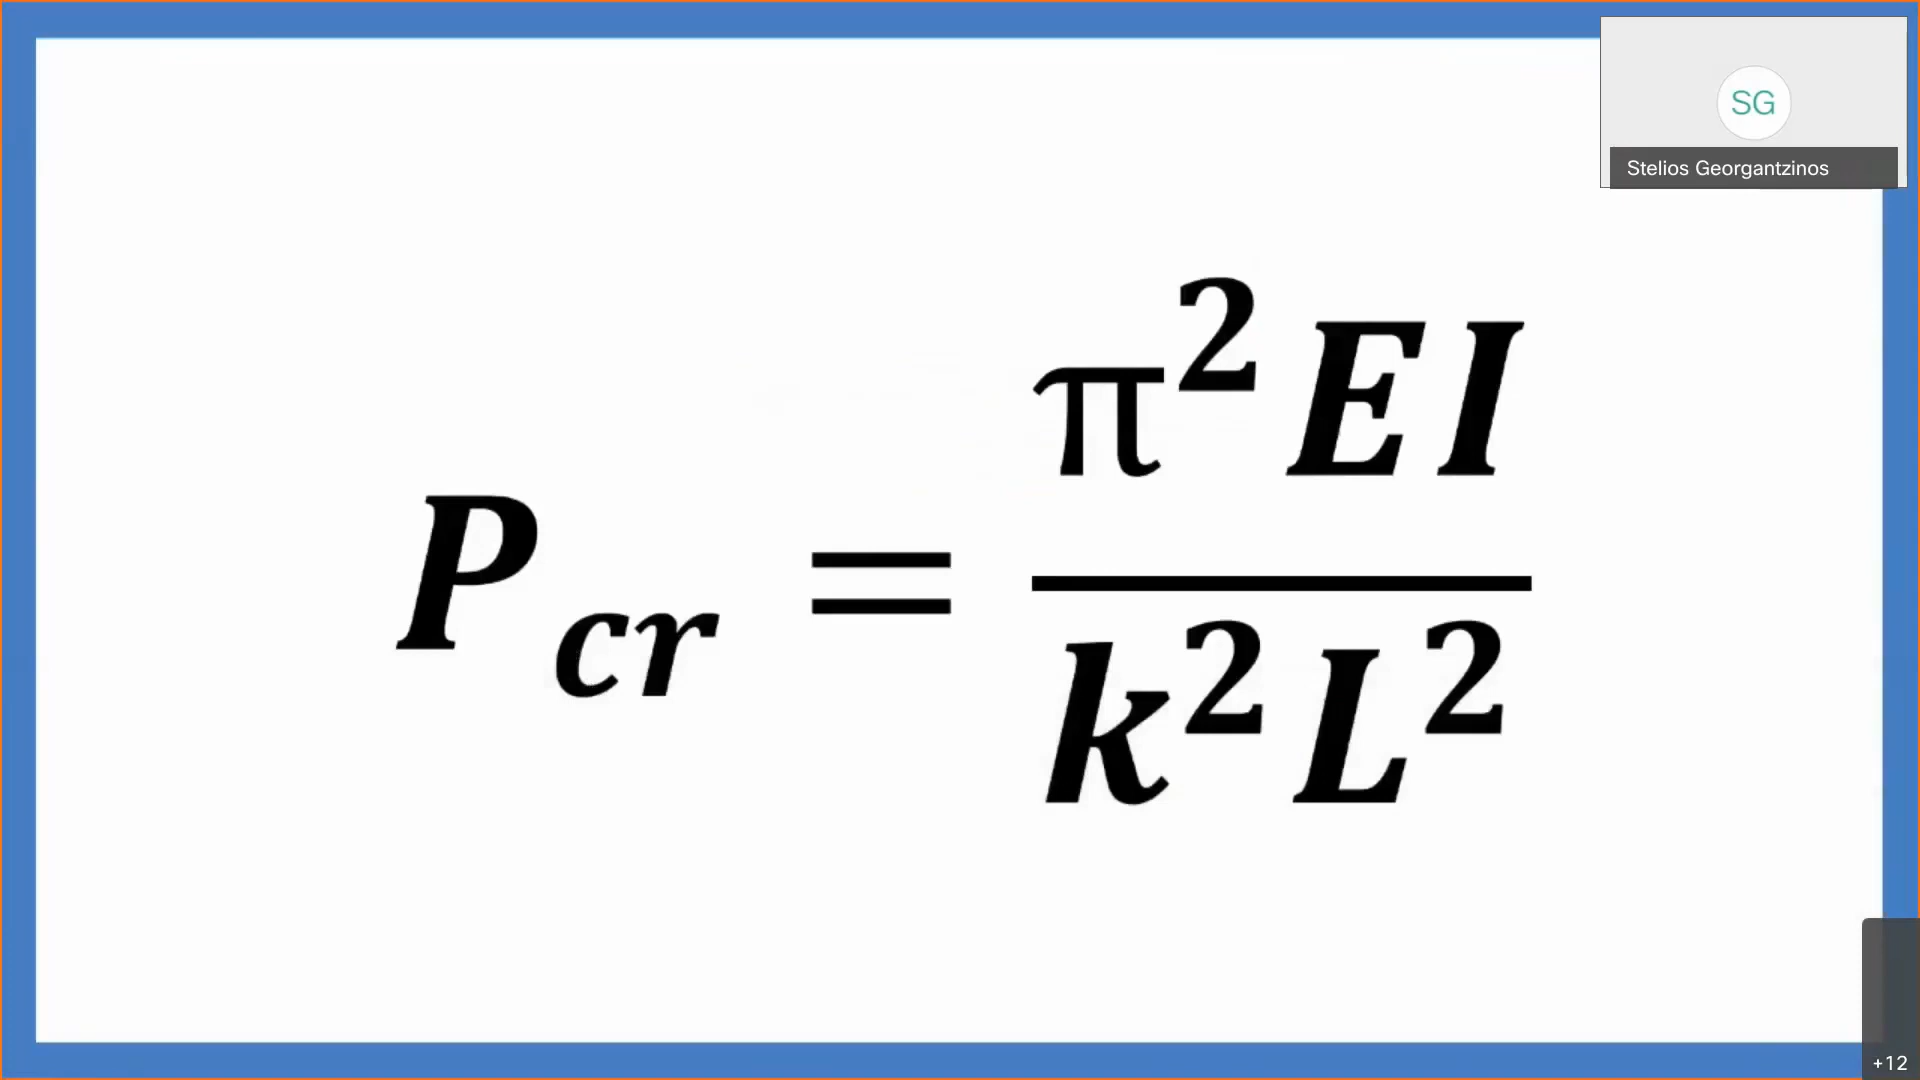 SG
Stelios Georgantzinos
P_cr = π²EI / k²L²
+12